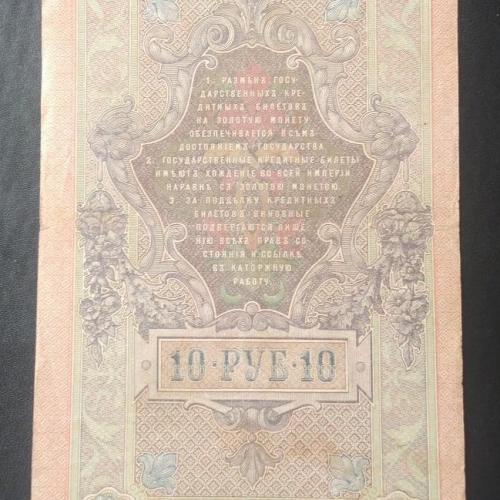 1. РАЗМѢНЪ ГОСУ-
ДАРСТВЕННЫХЪ КРЕ-
ДИТНЫХЪ БИЛЕТОВЪ
НА ЗОЛОТУЮ МОНЕТУ
ОБЕЗПЕЧИВАЕТСЯ ВСѢМЪ
ДОСТОЯНІЕМЪ ГОСУДАРСТВА.
2. ГОСУДАРСТВЕННЫЕ КРЕДИТНЫЕ БИЛЕТЫ
ИМѢЮТЪ ХОЖДЕНІЕ ВО ВСЕЙ ИМПЕРІИ
НАРАВНѢ СЪ ЗОЛОТОЮ МОНЕТОЮ.
3. ЗА ПОДДѢЛКУ КРЕДИТНЫХЪ
БИЛЕТОВЪ ВИНОВНЫЕ
ПОДВЕРГАЮТСЯ ЛИШЕ-
НІЮ ВСѢХЪ ПРАВЪ СО-
СТОЯНІЯ И ССЫЛКѢ
ВЪ КАТОРЖНУЮ
РАБОТУ.
10·РУБ·10